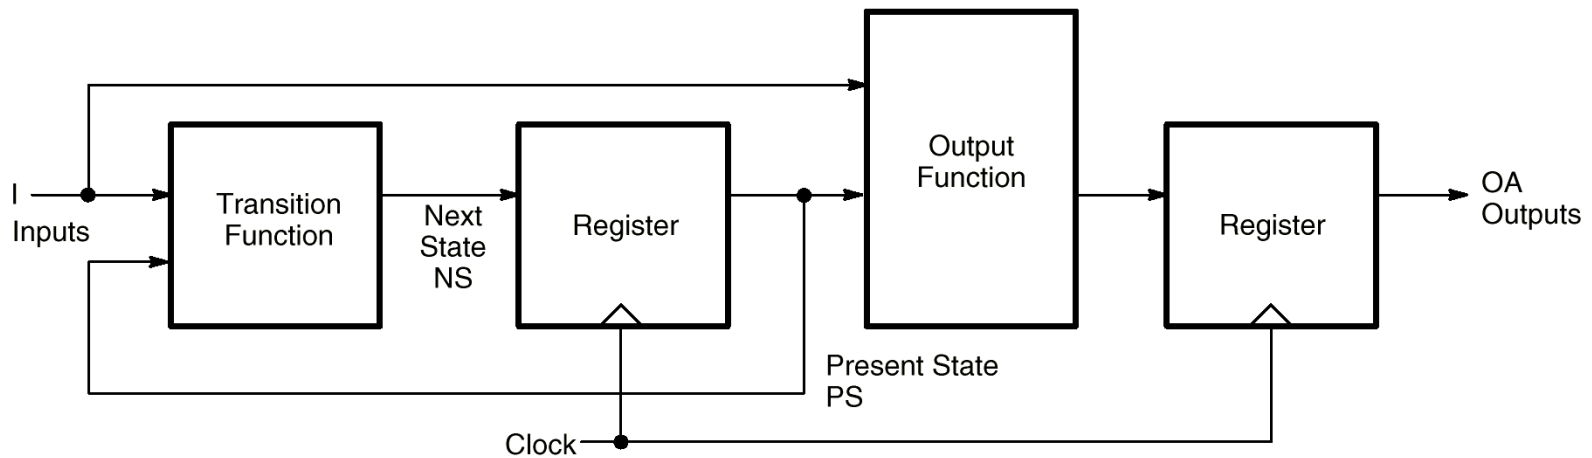 I
Inputs
Transition
Function
Next
State
NS
Register
Output
Function
Present State
PS
Register
OA
Outputs
Clock